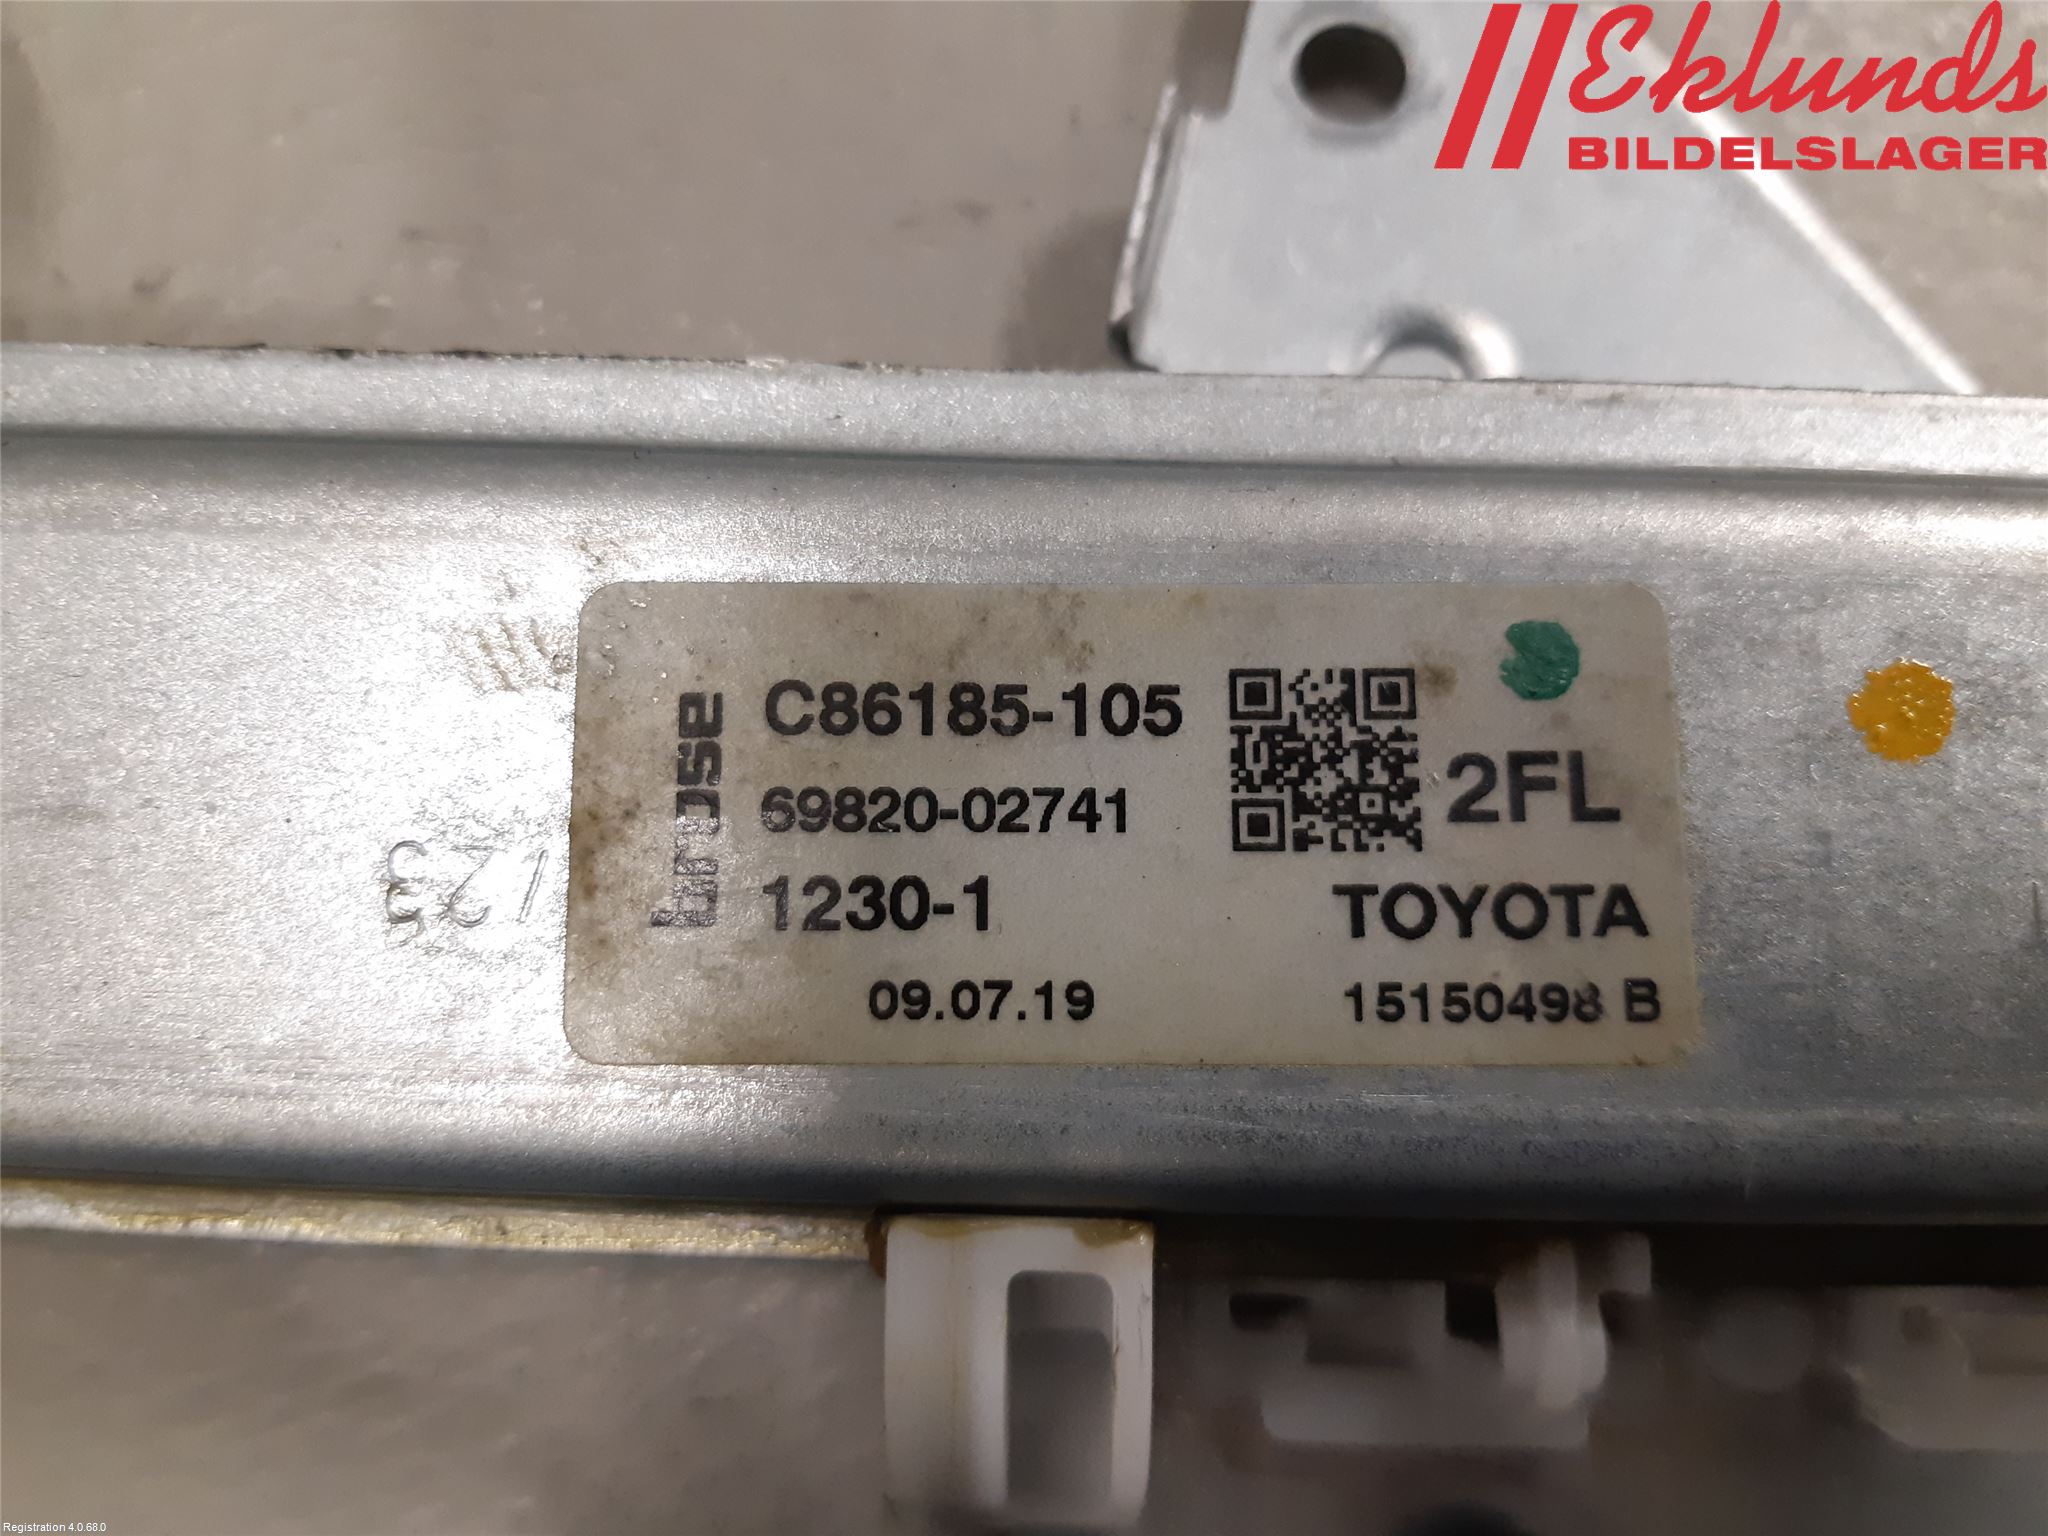 Eklunds
BILDELSLAGER
brose
C86185-105
69820-02741
1230-1
2FL
TOYOTA
09.07.19
15150498 B
Registration 4.0.68.0